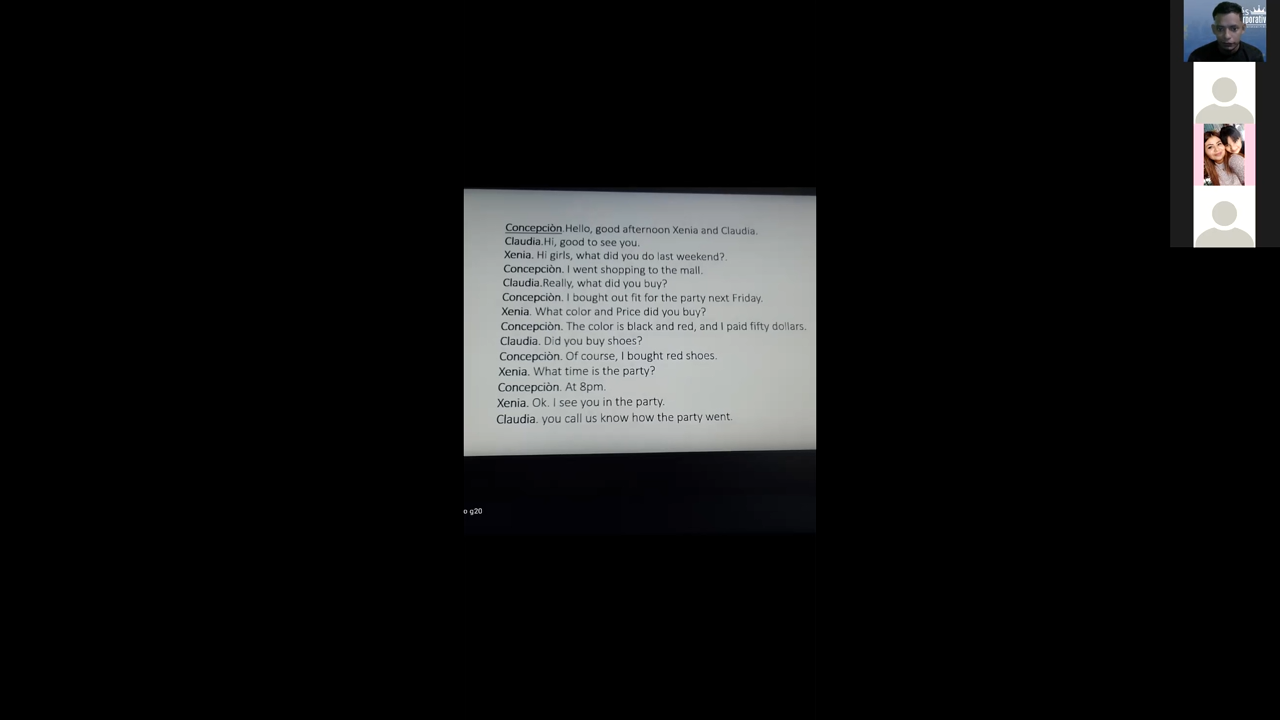 Concepciòn.Hello, good afternoon Xenia and Claudia.
Claudia.Hi, good to see you.
Xenia. Hi girls, what did you do last weekend?.
Concepciòn. I went shopping to the mall.
Claudia.Really, what did you buy?
Concepciòn. I bought out fit for the party next Friday.
Xenia. What color and Price did you buy?
Concepciòn. The color is black and red, and I paid fifty dollars.
Claudia. Did you buy shoes?
Concepciòn. Of course, I bought red shoes.
Xenia. What time is the party?
Concepciòn. At 8pm.
Xenia. Ok. I see you in the party.
Claudia. you call us know how the party went.
o g20